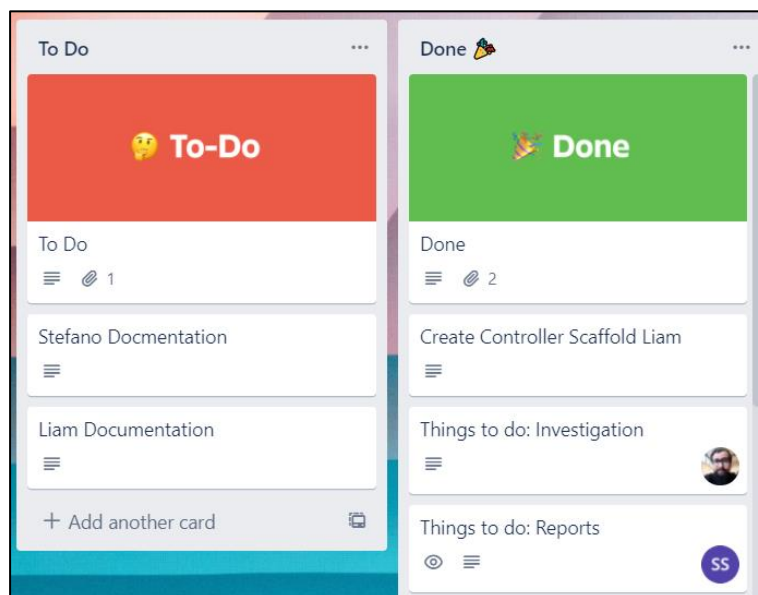 To Do
🤔 To-Do
To Do
1
Stefano Docmentation
Liam Documentation
+ Add another card
Done 🎉
🎉 Done
Done
2
Create Controller Scaffold Liam
Things to do: Investigation
Things to do: Reports
SS